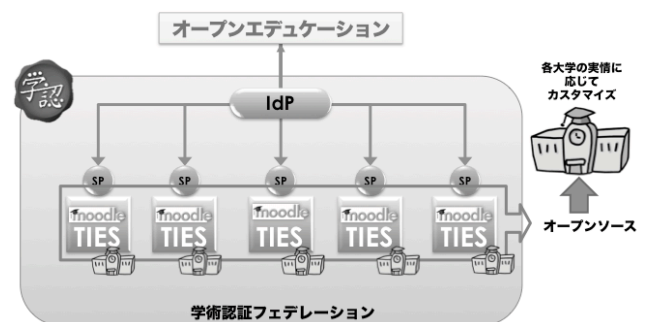 オープンエデュケーション
学認
IdP
各大学の実情に
応じて
カスタマイズ
SP
SP
SP
SP
SP
moodle
TIES
moodle
TIES
moodle
TIES
moodle
TIES
moodle
TIES
オープンソース
学術認証フェデレーション